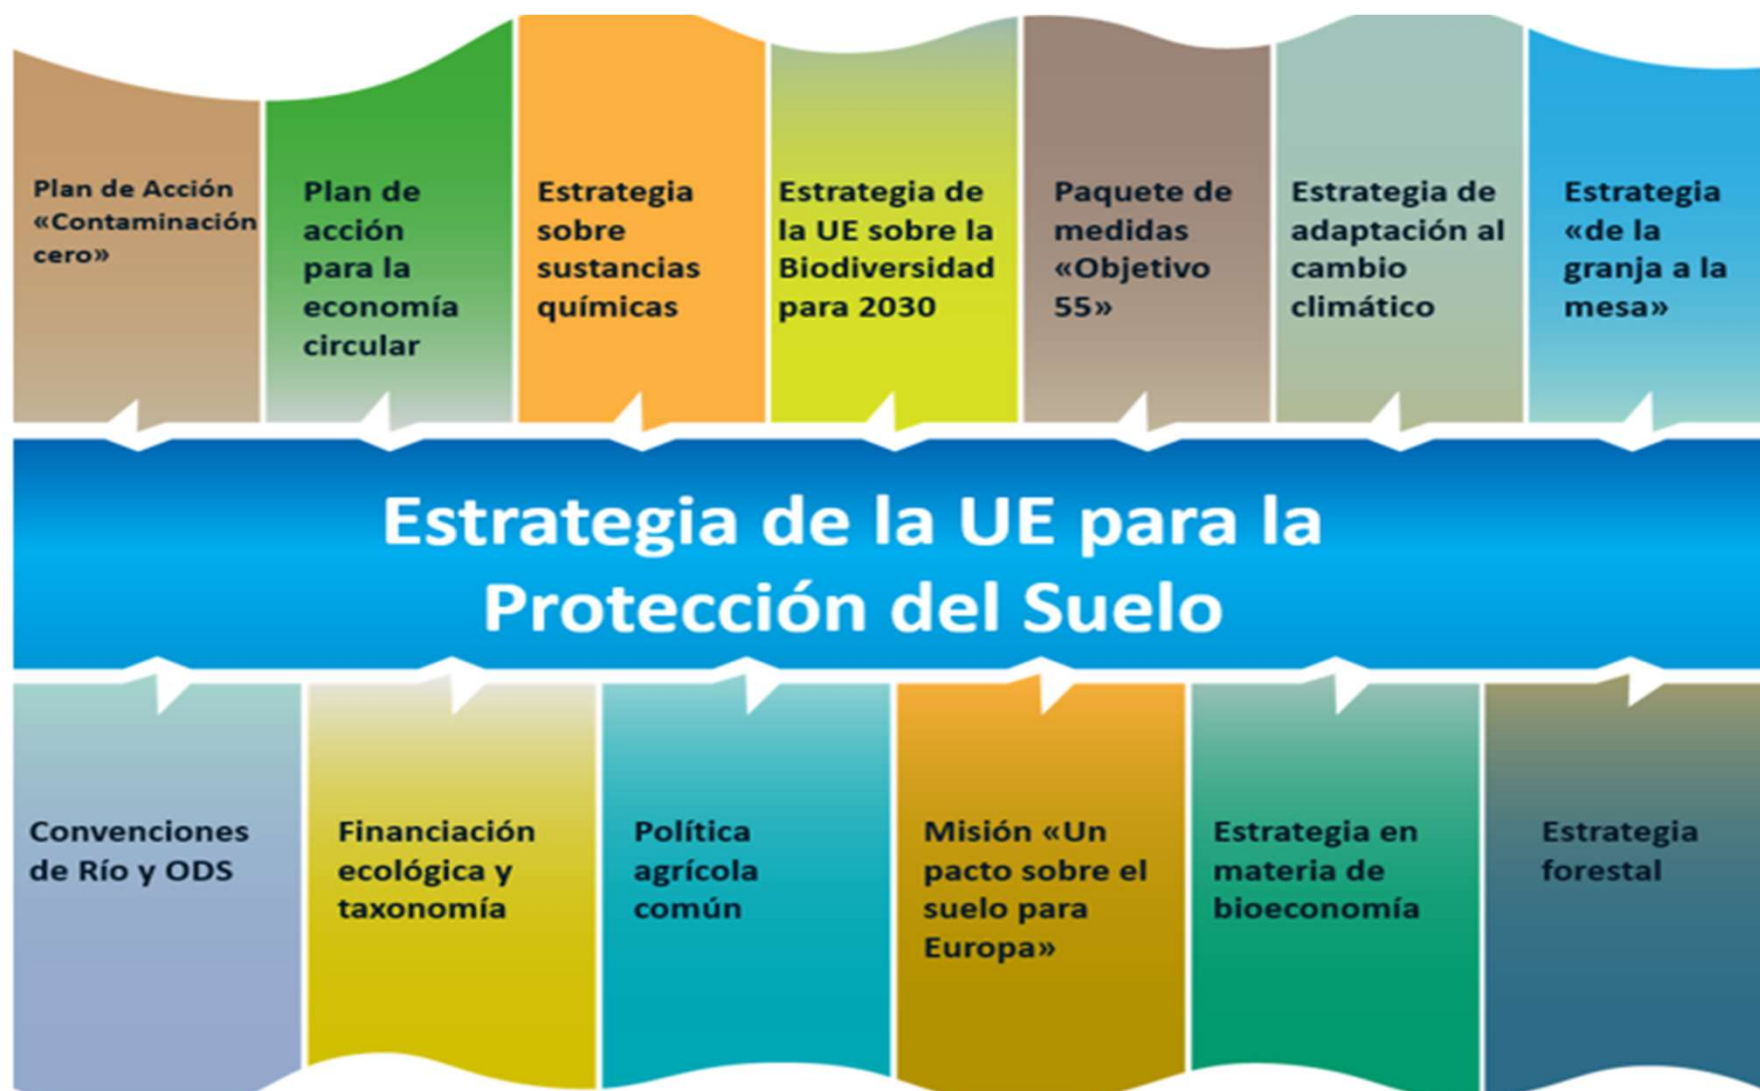 Plan de Acción
«Contaminación
cero»
Plan de
acción
para la
economía
circular
Estrategia
sobre
sustancias
químicas
Estrategia de
la UE sobre la
Biodiversidad
para 2030
Paquete de
medidas
«Objetivo
55»
Estrategia de
adaptación al
cambio
climático
Estrategia
«de la
granja a la
mesa»
Estrategia de la UE para la
Protección del Suelo
Convenciones
de Río y ODS
Financiación
ecológica y
taxonomía
Política
agrícola
común
Misión «Un
pacto sobre el
suelo para
Europa»
Estrategia en
materia de
bioeconomía
Estrategia
forestal